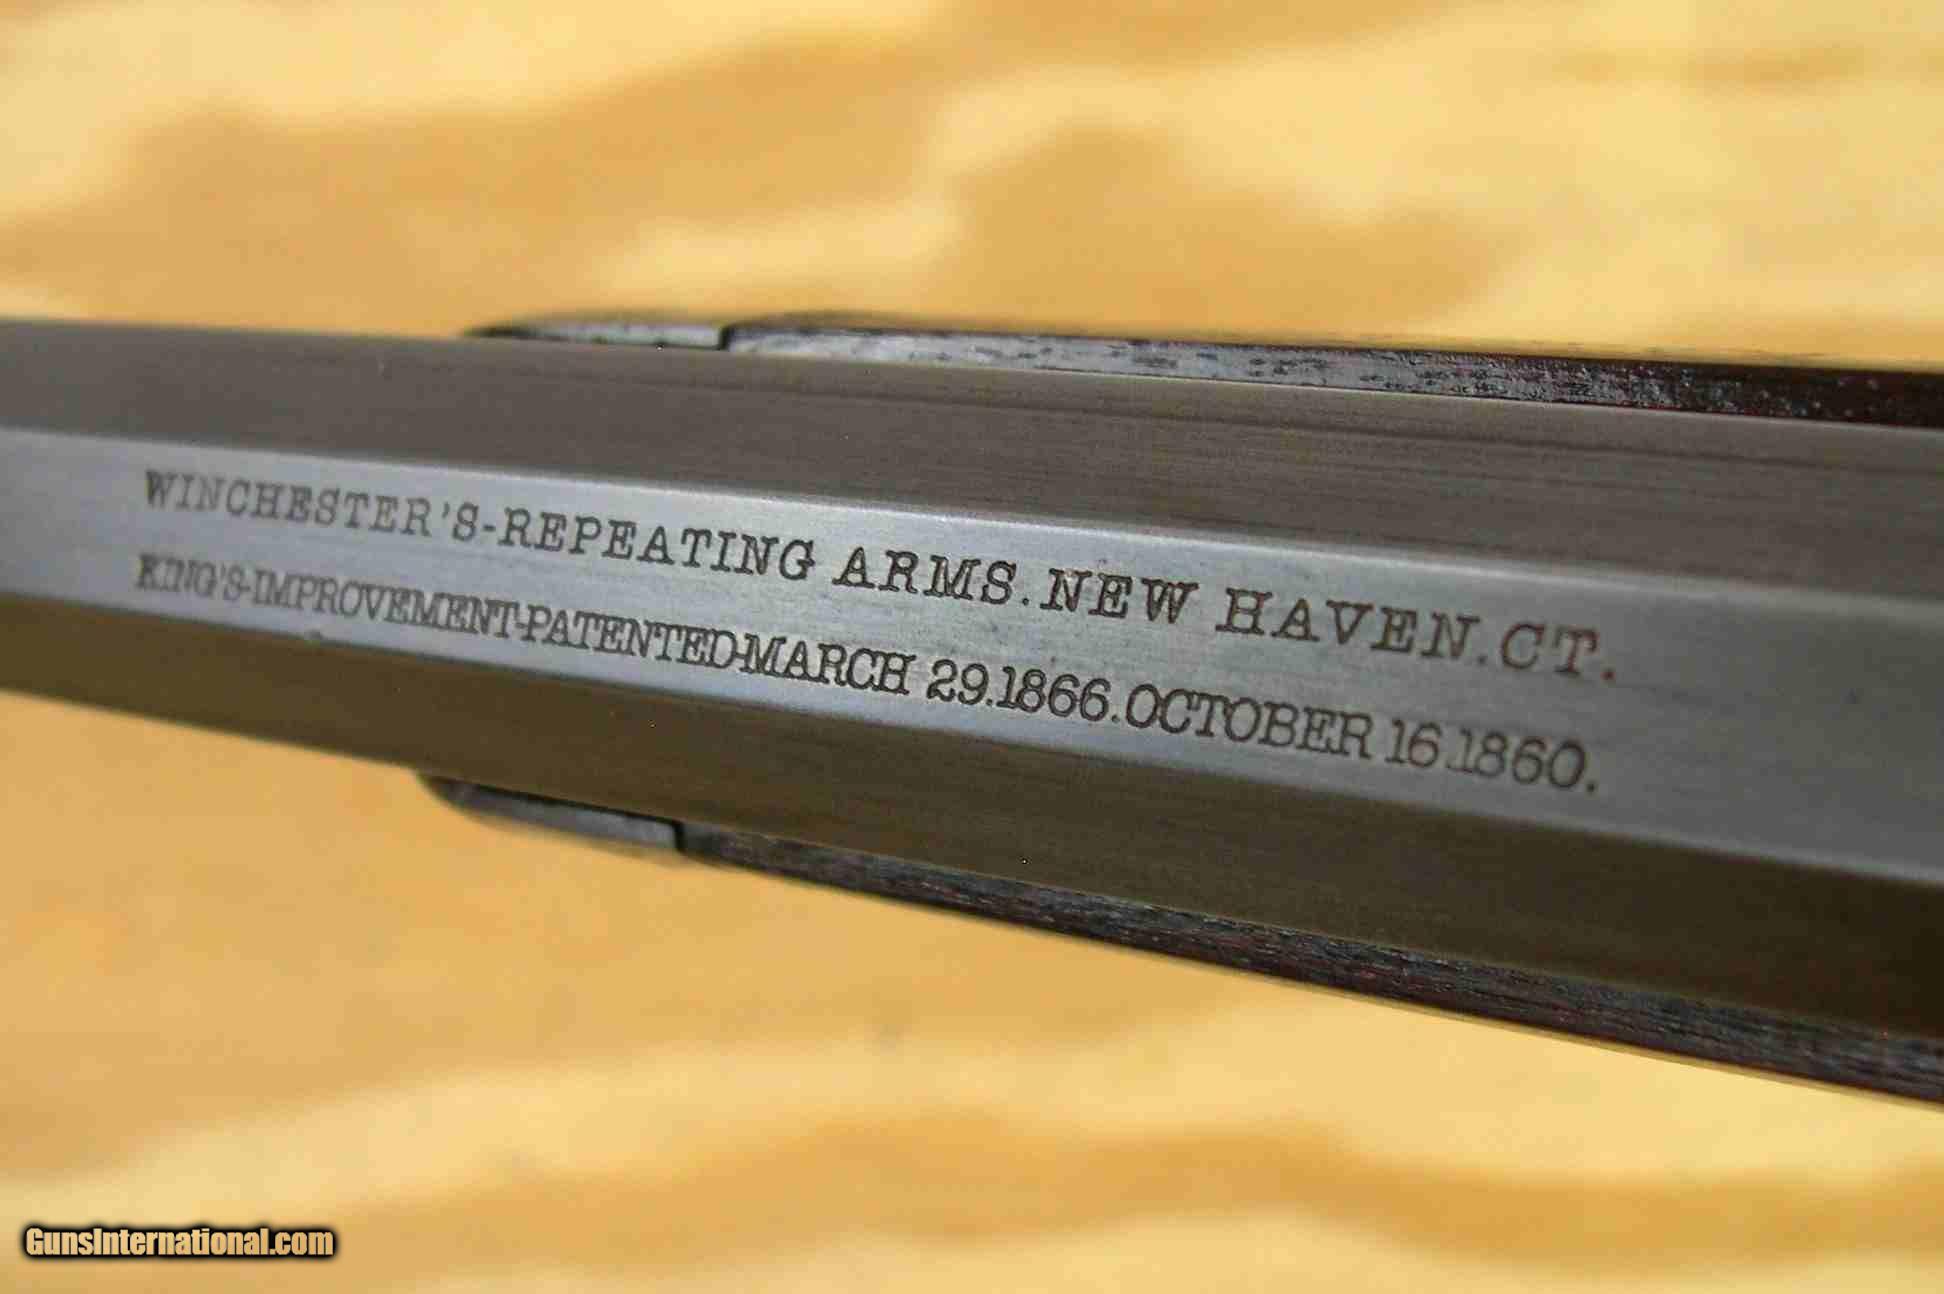 WINCHESTER'S-REPEATING ARMS.NEW HAVEN.CT.
KING'S-IMPROVEMENT-PATENTED-MARCH 29.1866.OCTOBER 16.1860.
GunsInternational.com